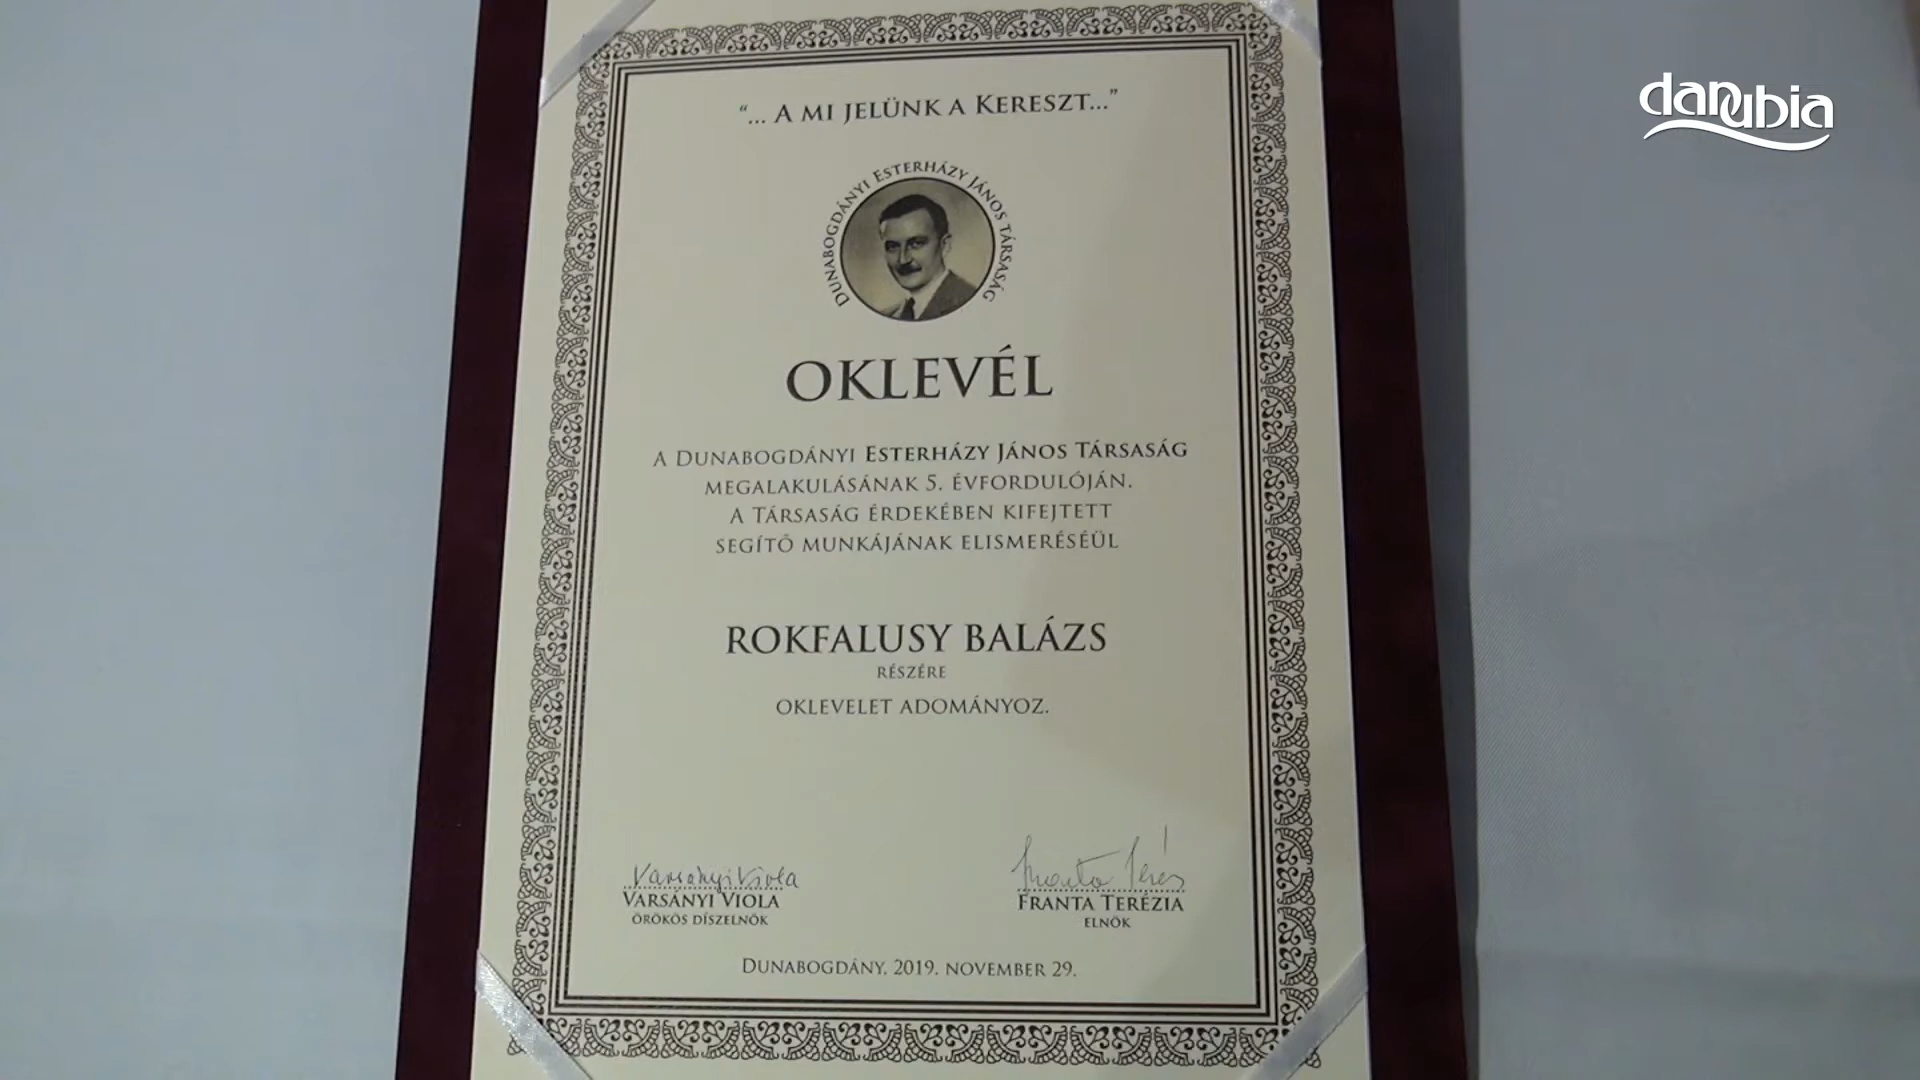 danubia
“... A MI JELÜNK A KERESZT...”
DUNABOGDÁNYI ESTERHÁZY JÁNOS TÁRSASÁG
OKLEVÉL
A DUNABOGDÁNYI ESTERHÁZY JÁNOS TÁRSASÁG
MEGALAKULÁSÁNAK 5. ÉVFORDULÓJÁN.
A TÁRSASÁG ÉRDEKÉBEN KIFEJTETT
SEGÍTŐ MUNKÁJÁNAK ELISMERÉSÉÜL
ROKFALUSY BALÁZS
RÉSZÉRE
OKLEVELET ADOMÁNYOZ.
Varsányi Viola
VARSÁNYI VIOLA
ÖRÖKÖS DÍSZELNÖK
Franta Teréz
FRANTA TERÉZIA
ELNÖK
DUNABOGDÁNY, 2019. NOVEMBER 29.